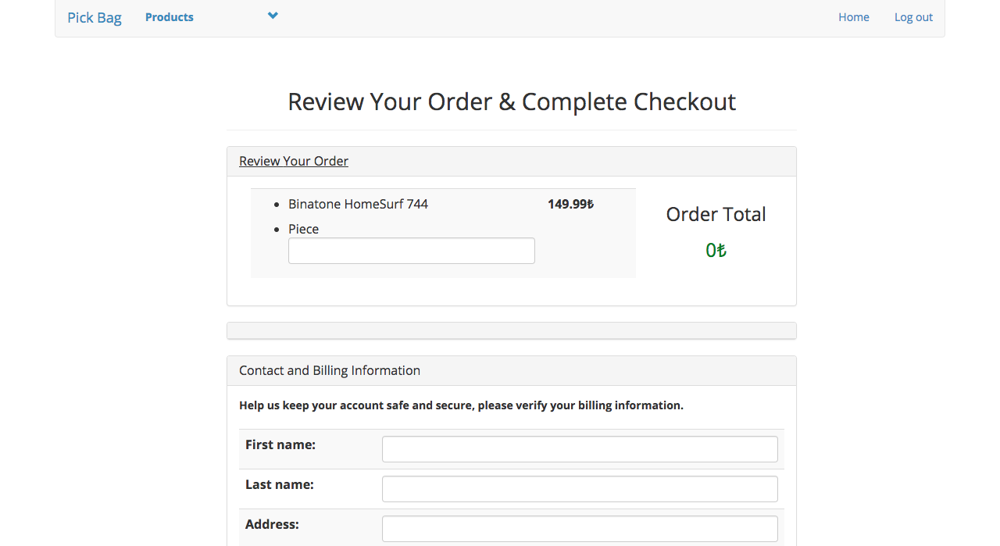 Pick Bag Products Home Log out
Review Your Order & Complete Checkout
Review Your Order
Binatone HomeSurf 744 149.99₺
Piece
Order Total
0₺
Contact and Billing Information
Help us keep your account safe and secure, please verify your billing information.
First name:
Last name:
Address: